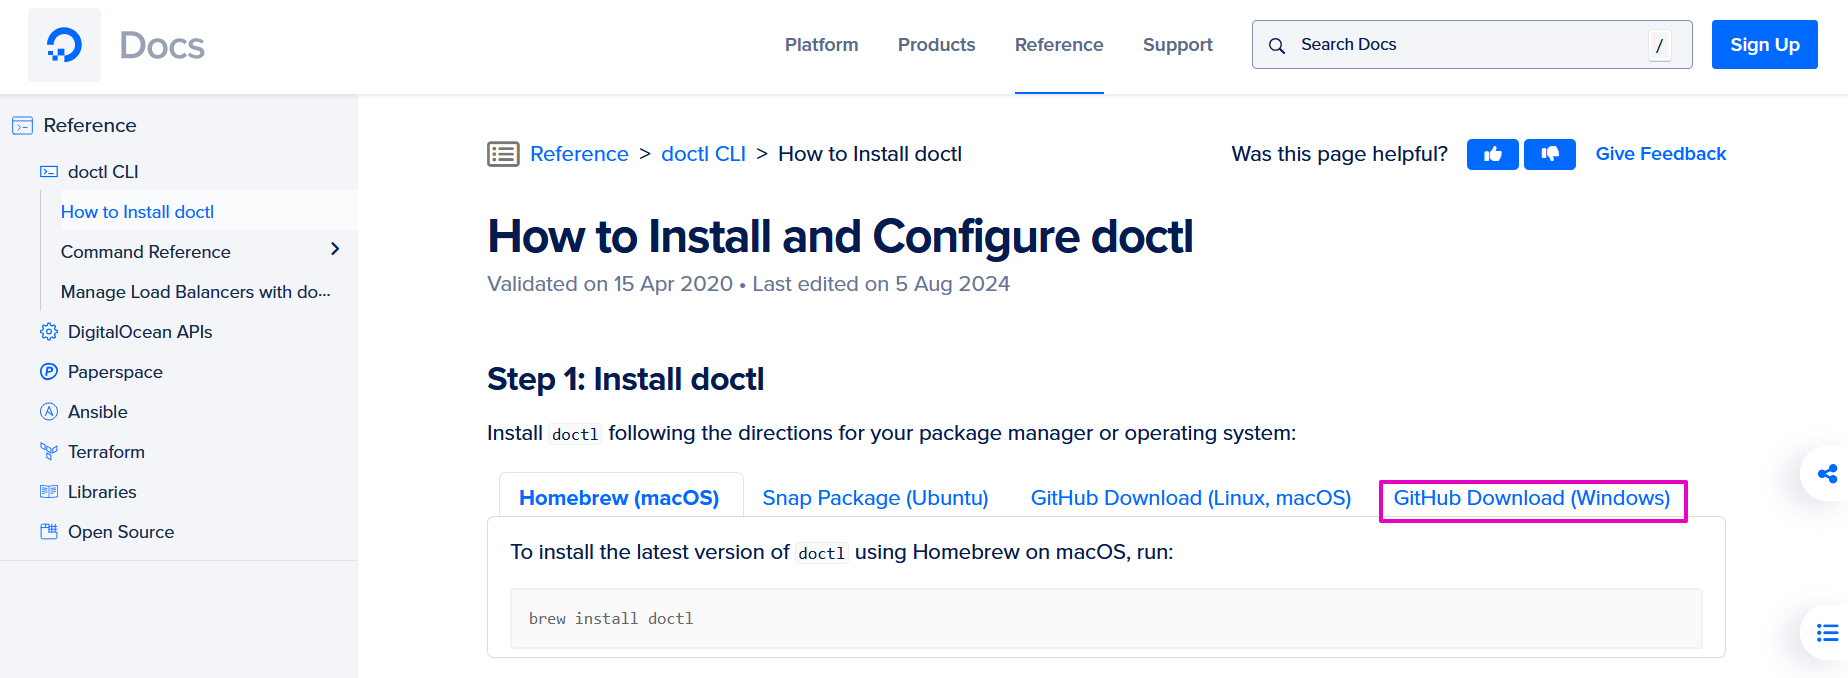 Docs
Platform Products Reference Support Search Docs / Sign Up
Reference
doctl CLI
How to Install doctl
Command Reference
Manage Load Balancers with do...
DigitalOcean APIs
Paperspace
Ansible
Terraform
Libraries
Open Source
Reference > doctl CLI > How to Install doctl
Was this page helpful? Give Feedback
How to Install and Configure doctl
Validated on 15 Apr 2020 • Last edited on 5 Aug 2024
Step 1: Install doctl
Install doctl following the directions for your package manager or operating system:
Homebrew (macOS) Snap Package (Ubuntu) GitHub Download (Linux, macOS) GitHub Download (Windows)
To install the latest version of doctl using Homebrew on macOS, run:
brew install doctl